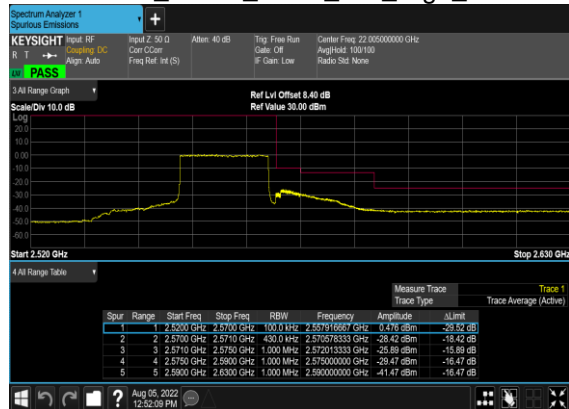 Spectrum Analyzer 1
Spurious Emissions
KEYSIGHT Input: RF
R T Coupling: DC
Align: Auto
Input Z: 50 Ω
Corr CCorr
Freq Ref: Int (S)
Atten: 40 dB
Trig: Free Run
Gate: Off
IF Gain: Low
Center Freq: 22.005000000 GHz
Avg|Hold: 100/100
Radio Std: None
PASS
3 All Range Graph
Ref Lvl Offset 8.40 dB
Scale/Div 10.0 dB
Ref Value 30.00 dBm
Log
20.0
10.0
0.00
-10.0
-20.0
-30.0
-40.0
-50.0
-60.0
Start 2.520 GHz
Stop 2.630 GHz
4 All Range Table
Measure Trace Trace 1
Trace Type Trace Average (Active)
Spur Range Start Freq Stop Freq RBW Frequency Amplitude ΔLimit
1 1 2.5200 GHz 2.5700 GHz 100.0 kHz 2.557916667 GHz 0.476 dBm -29.52 dB
2 2 2.5700 GHz 2.5710 GHz 430.0 kHz 2.570578333 GHz -28.42 dBm -18.42 dB
3 3 2.5710 GHz 2.5750 GHz 1.000 MHz 2.572013333 GHz -25.89 dBm -15.89 dB
4 4 2.5750 GHz 2.5900 GHz 1.000 MHz 2.575000000 GHz -29.47 dBm -16.47 dB
5 5 2.5900 GHz 2.6300 GHz 1.000 MHz 2.590000000 GHz -41.47 dBm -16.47 dB
?
Aug 05, 2022
12:52:09 PM